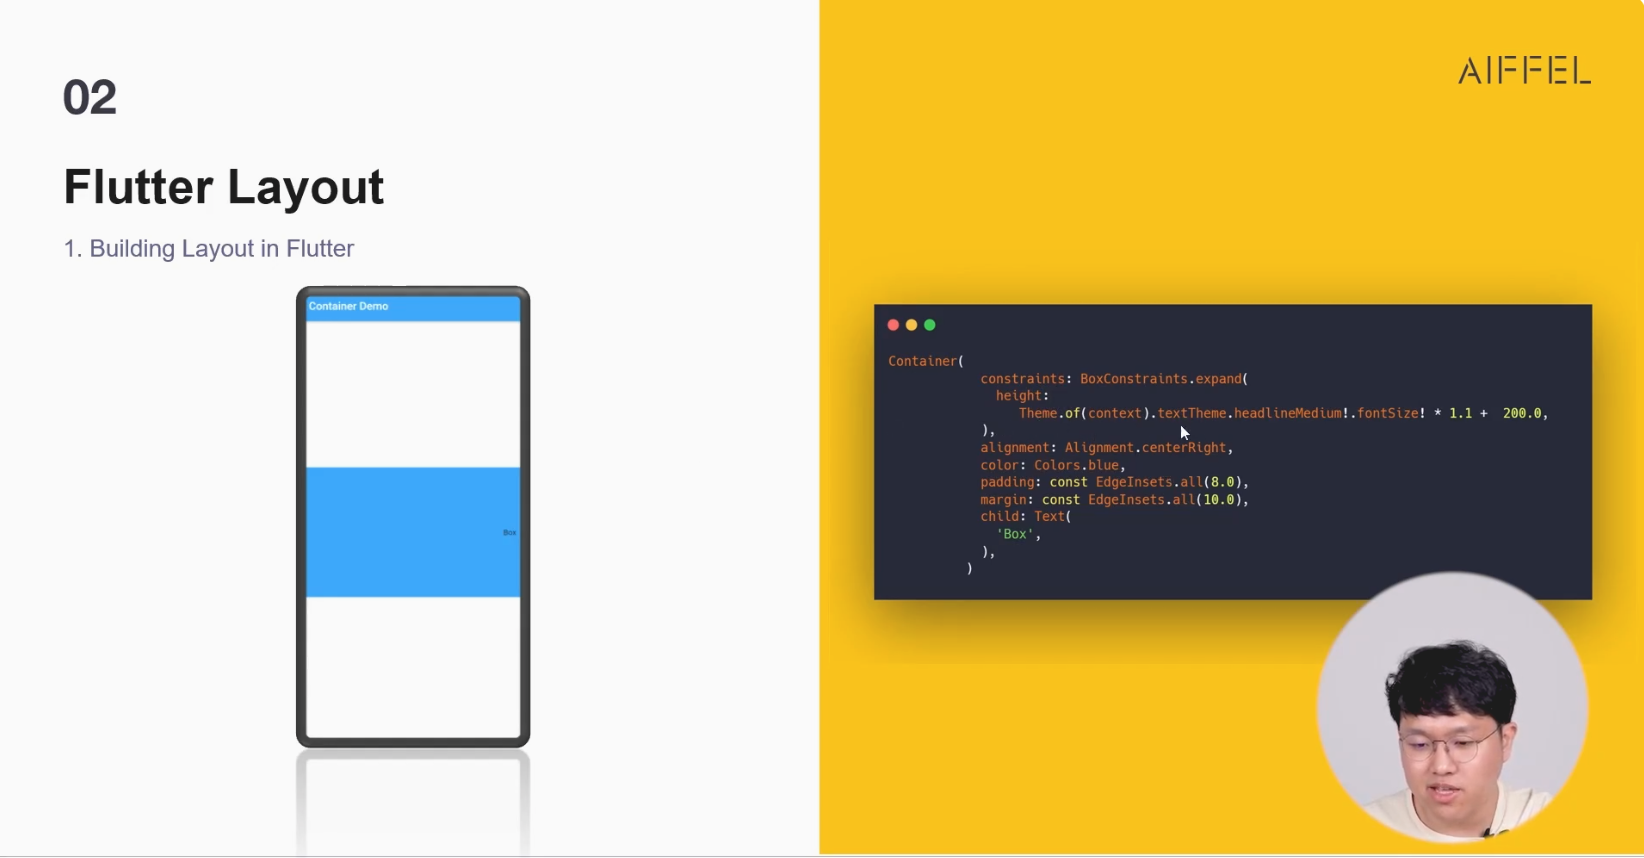 02
Flutter Layout
1. Building Layout in Flutter
Container Demo
Box
AIFFEL
Container(
constraints: BoxConstraints.expand(
height:
Theme.of(context).textTheme.headlineMedium!.fontSize! * 1.1 +  200.0,
),
alignment: Alignment.centerRight,
color: Colors.blue,
padding: const EdgeInsets.all(8.0),
margin: const EdgeInsets.all(10.0),
child: Text(
'Box',
),
)